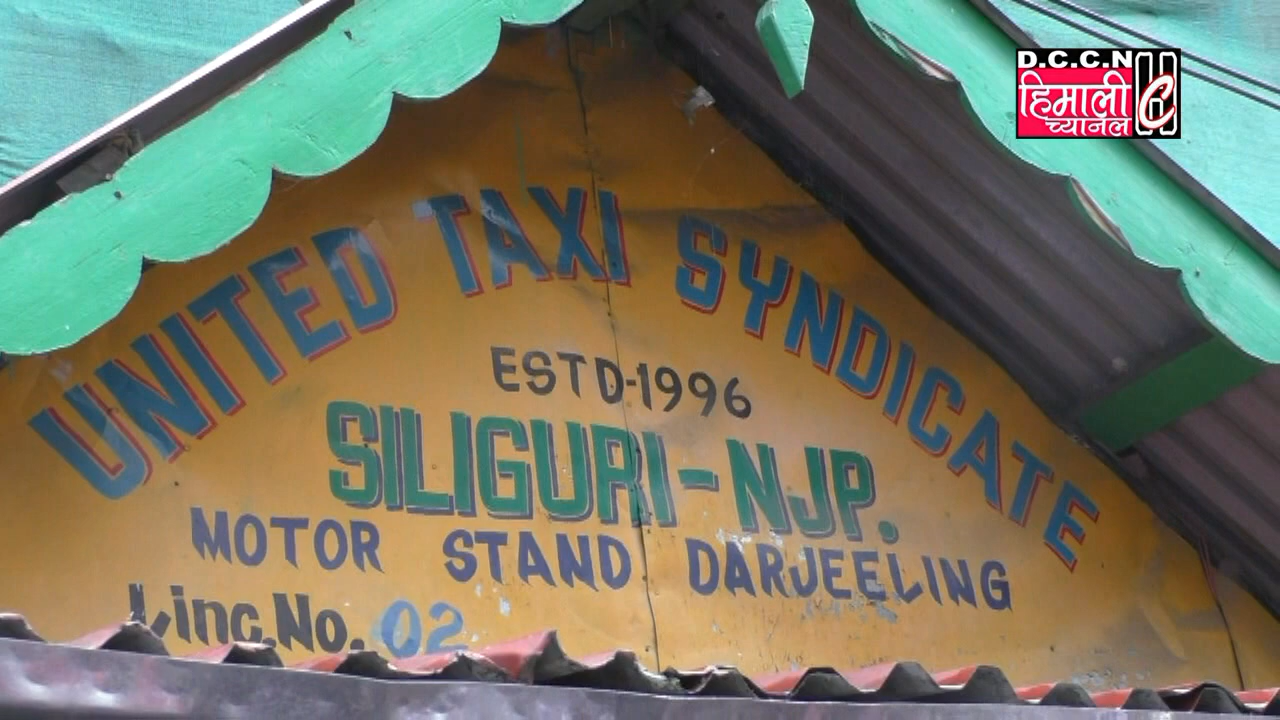 D.C.C.N
हिमाली
च्यानल
UNITED TAXI SYNDICATE
ESTD-1996
SILIGURI-NJP.
MOTOR STAND DARJEELING
Linc.No. 02